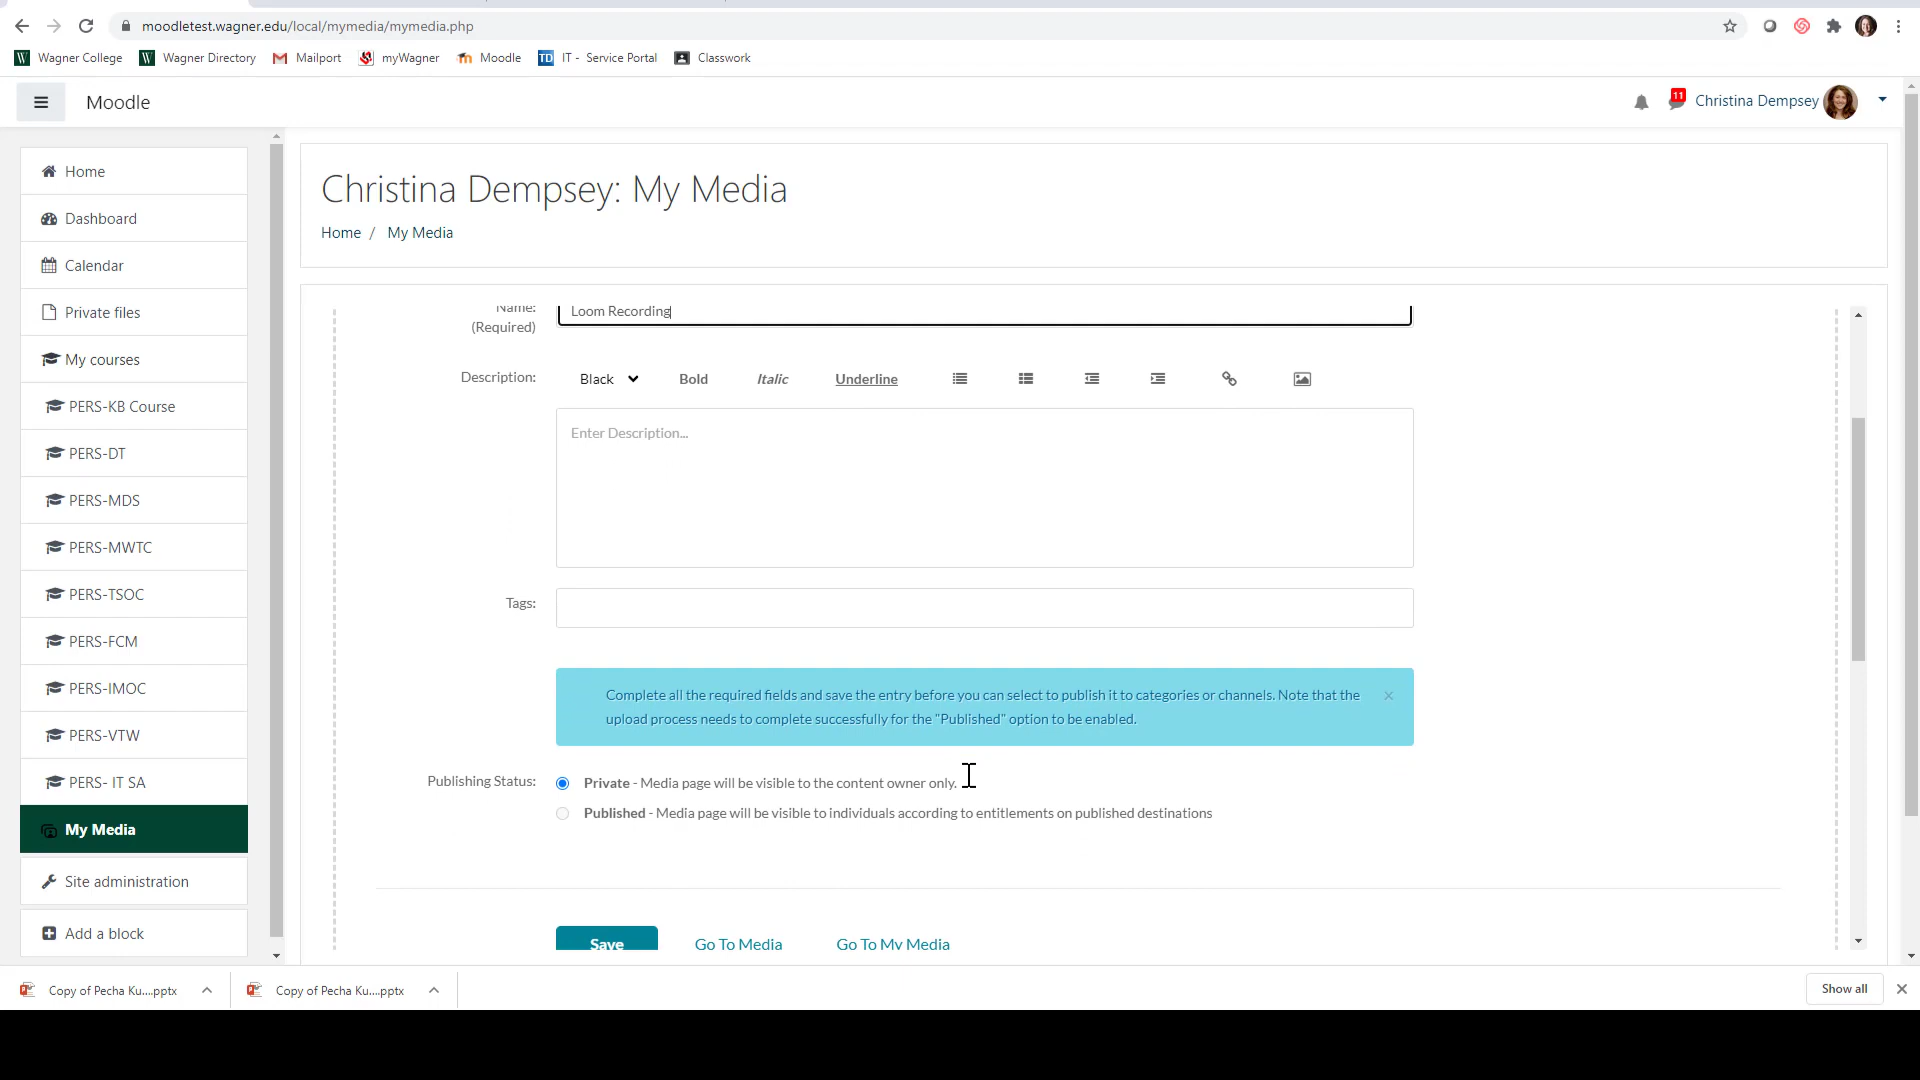 moodletest.wagner.edu/local/mymedia/mymedia.php
Wagner College Wagner Directory Mailport myWagner Moodle IT - Service Portal Classwork
Moodle
11 Christina Dempsey
Home
Dashboard
Calendar
Private files
My courses
PERS-KB Course
PERS-DT
PERS-MDS
PERS-MWTC
PERS-TSOC
PERS-FCM
PERS-IMOC
PERS-VTW
PERS- IT SA
My Media
Site administration
Add a block
Christina Dempsey: My Media
Home / My Media
Name: Loom Recording
(Required)
Description: Black Bold Italic Underline
Enter Description...
Tags:
Complete all the required fields and save the entry before you can select to publish it to categories or channels. Note that the ×
upload process needs to complete successfully for the "Published" option to be enabled.
Publishing Status: Private - Media page will be visible to the content owner only.
Published - Media page will be visible to individuals according to entitlements on published destinations
Save Go To Media Go To My Media
Copy of Pecha Ku....pptx Copy of Pecha Ku....pptx Show all